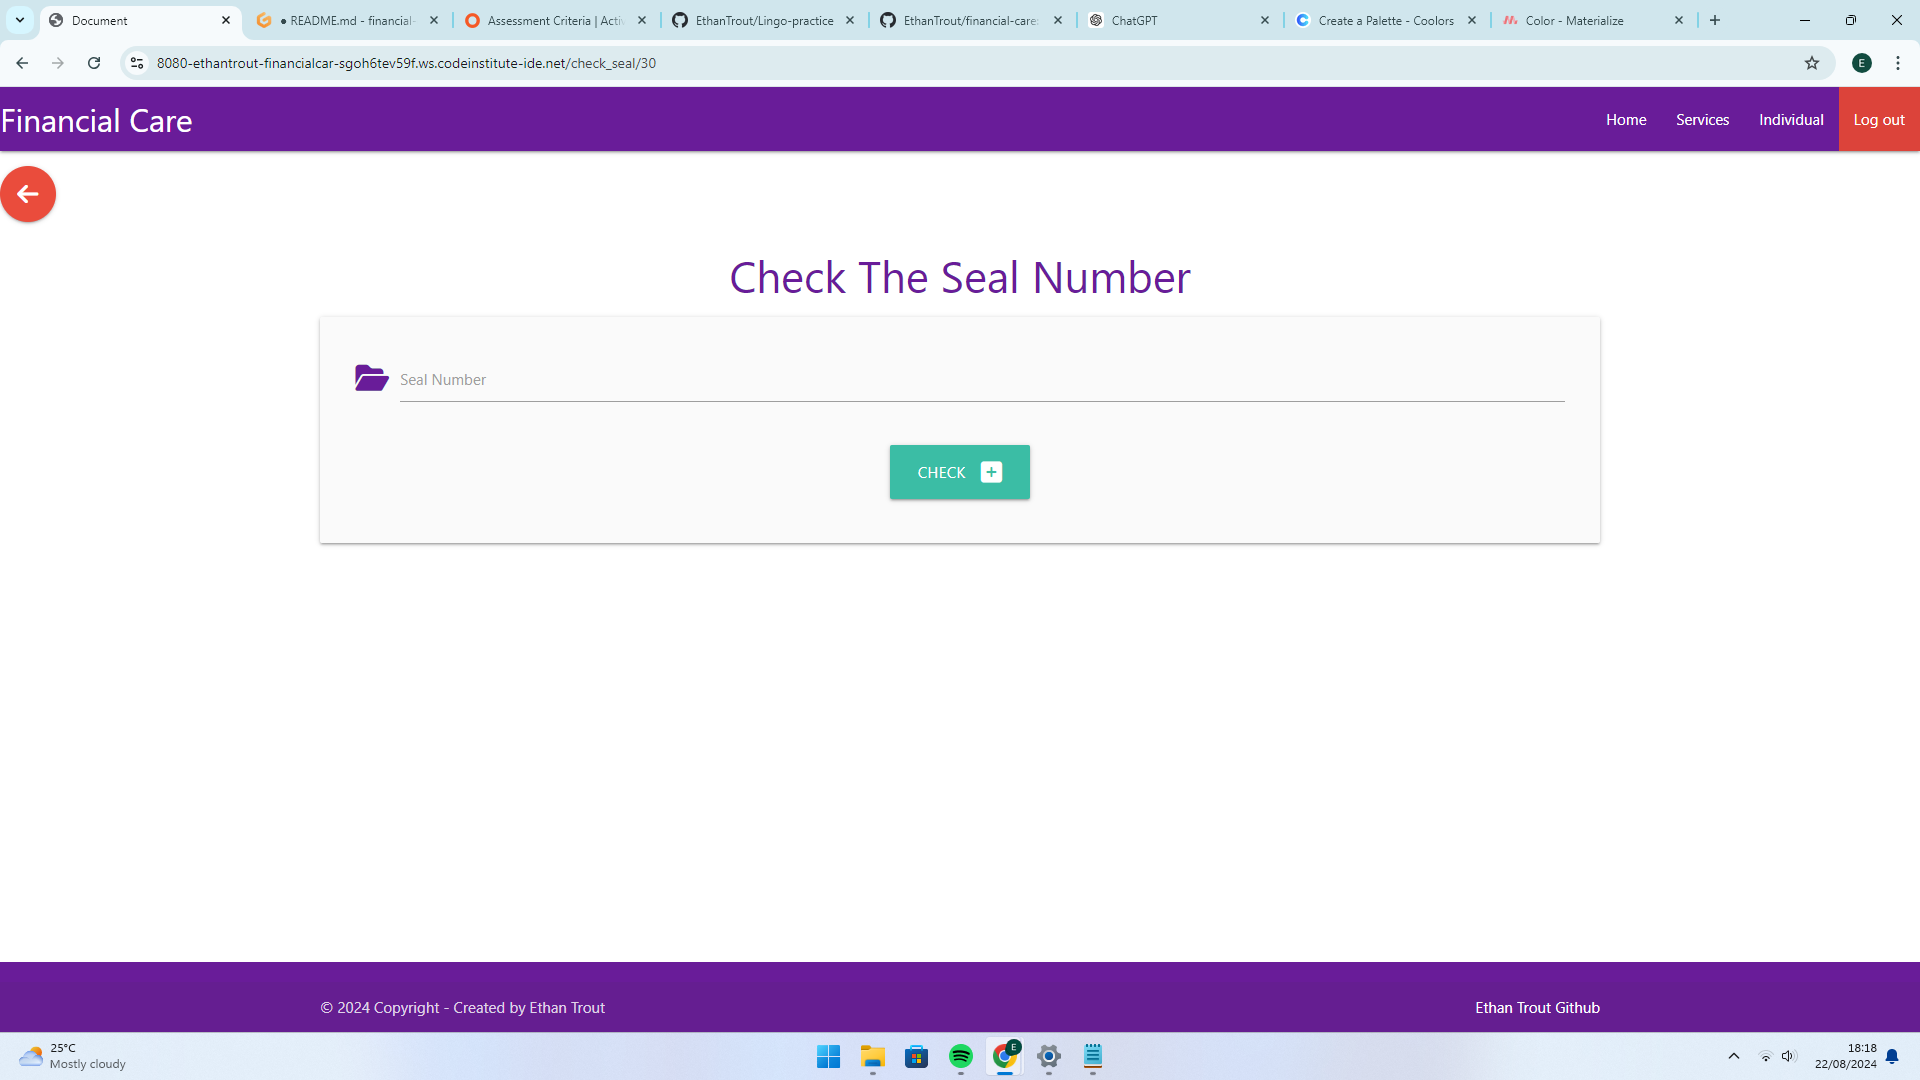 Document
● README.md - financial-
Assessment Criteria | Activ
EthanTrout/Lingo-practice
EthanTrout/financial-care:
ChatGPT
Create a Palette - Coolors
Color - Materialize
8080-ethantrout-financialcar-sgoh6tev59f.ws.codeinstitute-ide.net/check_seal/30
E
Financial Care
Home
Services
Individual
Log out
Check The Seal Number
Seal Number
CHECK
© 2024 Copyright - Created by Ethan Trout
Ethan Trout Github
25°C
Mostly cloudy
E
18:18
22/08/2024